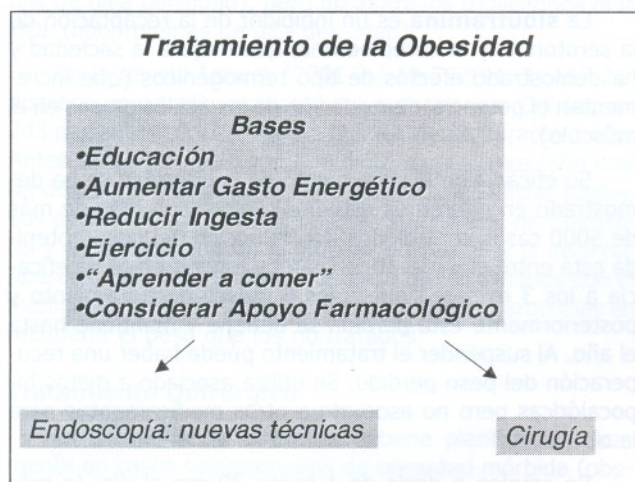 Tratamiento de la Obesidad
Bases
•Educación
•Aumentar Gasto Energético
•Reducir Ingesta
•Ejercicio
•“Aprender a comer”
•Considerar Apoyo Farmacológico
Endoscopía: nuevas técnicas
Cirugía